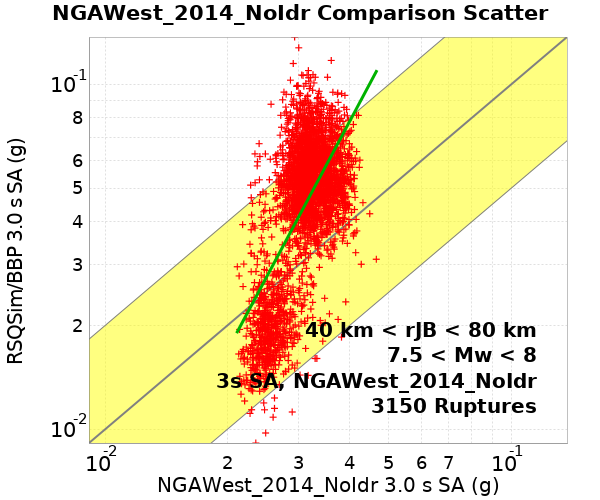 NGAWest_2014_NoIdr Comparison Scatter
RSQSim/BBP 3.0 s SA (g)
10-1
8
6
5
4
3
2
10-2
40 km < rJB < 80 km
7.5 < Mw < 8
3s SA, NGAWest_2014_NoIdr
3150 Ruptures
10-2 2 3 4 5 6 7 10-1
NGAWest_2014_NoIdr 3.0 s SA (g)